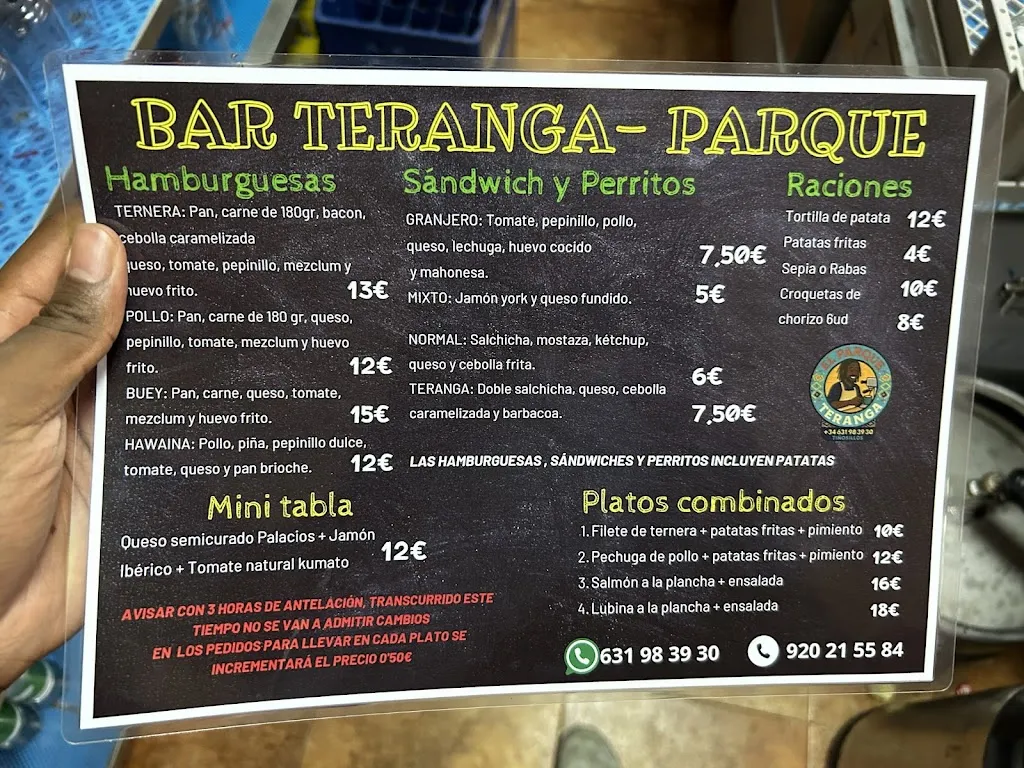 BAR TERANGA- PARQUE
Hamburguesas
TERNERA: Pan, carne de 180gr, bacon,
cebolla caramelizada
queso, tomate, pepinillo, mezclum y
huevo frito. 13€
POLLO: Pan, carne de 180 gr, queso,
pepinillo, tomate, mezclum y huevo
frito. 12€
BUEY: Pan, carne, queso, tomate,
mezclum y huevo frito. 15€
HAWAINA: Pollo, piña, pepinillo dulce,
tomate, queso y pan brioche. 12€
Sándwich y Perritos
GRANJERO: Tomate, pepinillo, pollo,
queso, lechuga, huevo cocido 7,50€
y mahonesa.
MIXTO: Jamón york y queso fundido. 5€
NORMAL: Salchicha, mostaza, kétchup,
queso y cebolla frita. 6€
TERANGA: Doble salchicha, queso, cebolla
caramelizada y barbacoa. 7,50€
Raciones
Tortilla de patata 12€
Patatas fritas 4€
Sepia o Rabas 10€
Croquetas de
chorizo 6ud 8€
EL PARQUE
TERANGA
+34 631 98 39 30
TIÑOSILLOS
LAS HAMBURGUESAS , SÁNDWICHES Y PERRITOS INCLUYEN PATATAS
Mini tabla
Queso semicurado Palacios + Jamón
Ibérico + Tomate natural kumato 12€
AVISAR CON 3 HORAS DE ANTELACIÓN, TRANSCURRIDO ESTE
TIEMPO NO SE VAN A ADMITIR CAMBIOS
EN LOS PEDIDOS PARA LLEVAR EN CADA PLATO SE
INCREMENTARÁ EL PRECIO 0'50€
Platos combinados
1. Filete de ternera + patatas fritas + pimiento 10€
2. Pechuga de pollo + patatas fritas + pimiento 12€
3. Salmón a la plancha + ensalada 16€
4. Lubina a la plancha + ensalada 18€
631 98 39 30 920 21 55 84